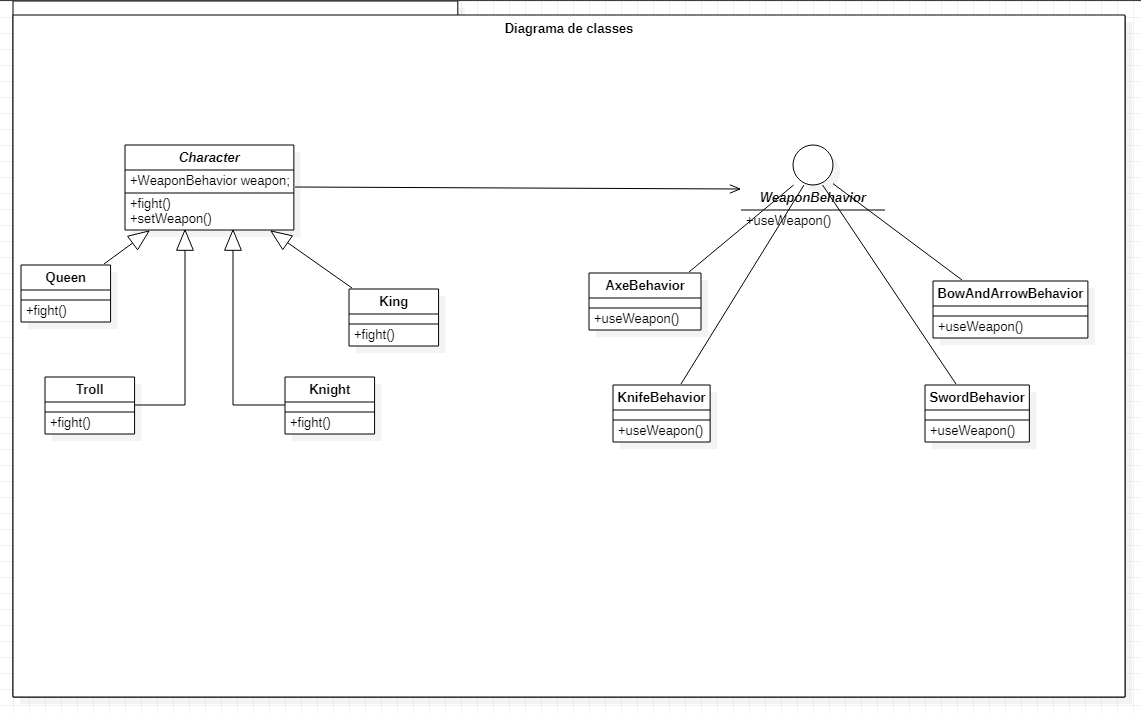 Diagrama de classes
Character
+WeaponBehavior weapon;
+fight()
+setWeapon()
Queen
+fight()
King
+fight()
Troll
+fight()
Knight
+fight()
WeaponBehavior
+useWeapon()
AxeBehavior
+useWeapon()
BowAndArrowBehavior
+useWeapon()
KnifeBehavior
+useWeapon()
SwordBehavior
+useWeapon()